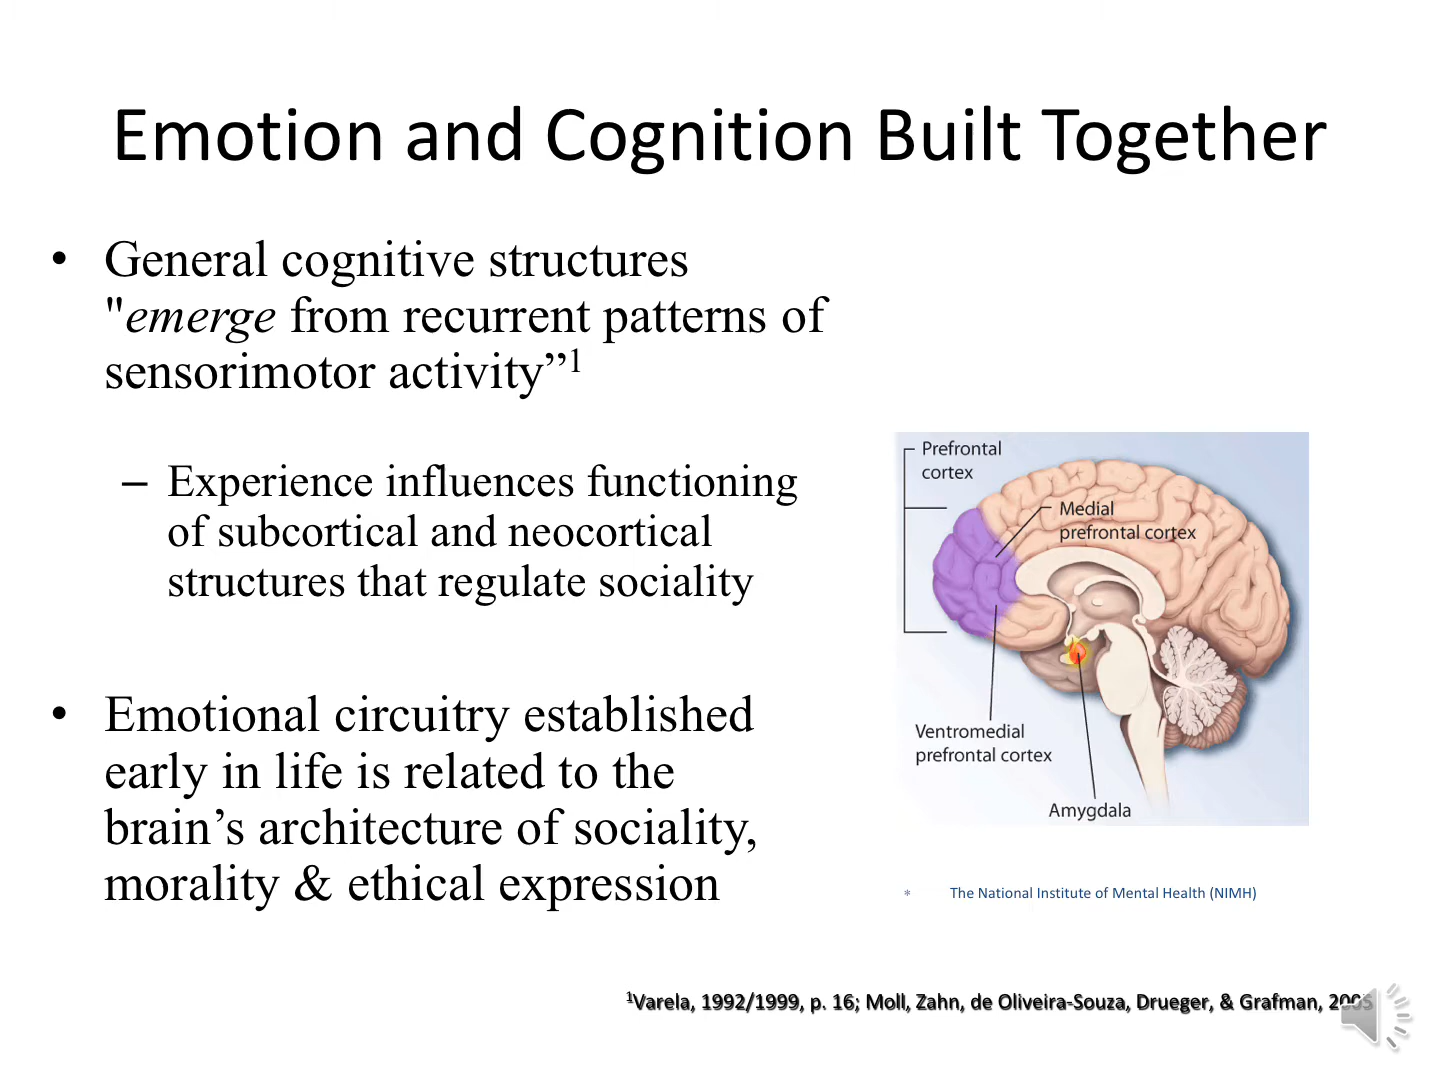 Emotion and Cognition Built Together
• General cognitive structures
"emerge from recurrent patterns of
sensorimotor activity”1
– Experience influences functioning
of subcortical and neocortical
structures that regulate sociality
• Emotional circuitry established
early in life is related to the
brain’s architecture of sociality,
morality & ethical expression
Prefrontal
cortex
Medial
prefrontal cortex
Ventromedial
prefrontal cortex
Amygdala
* The National Institute of Mental Health (NIMH)
1Varela, 1992/1999, p. 16; Moll, Zahn, de Oliveira-Souza, Drueger, & Grafman, 2005